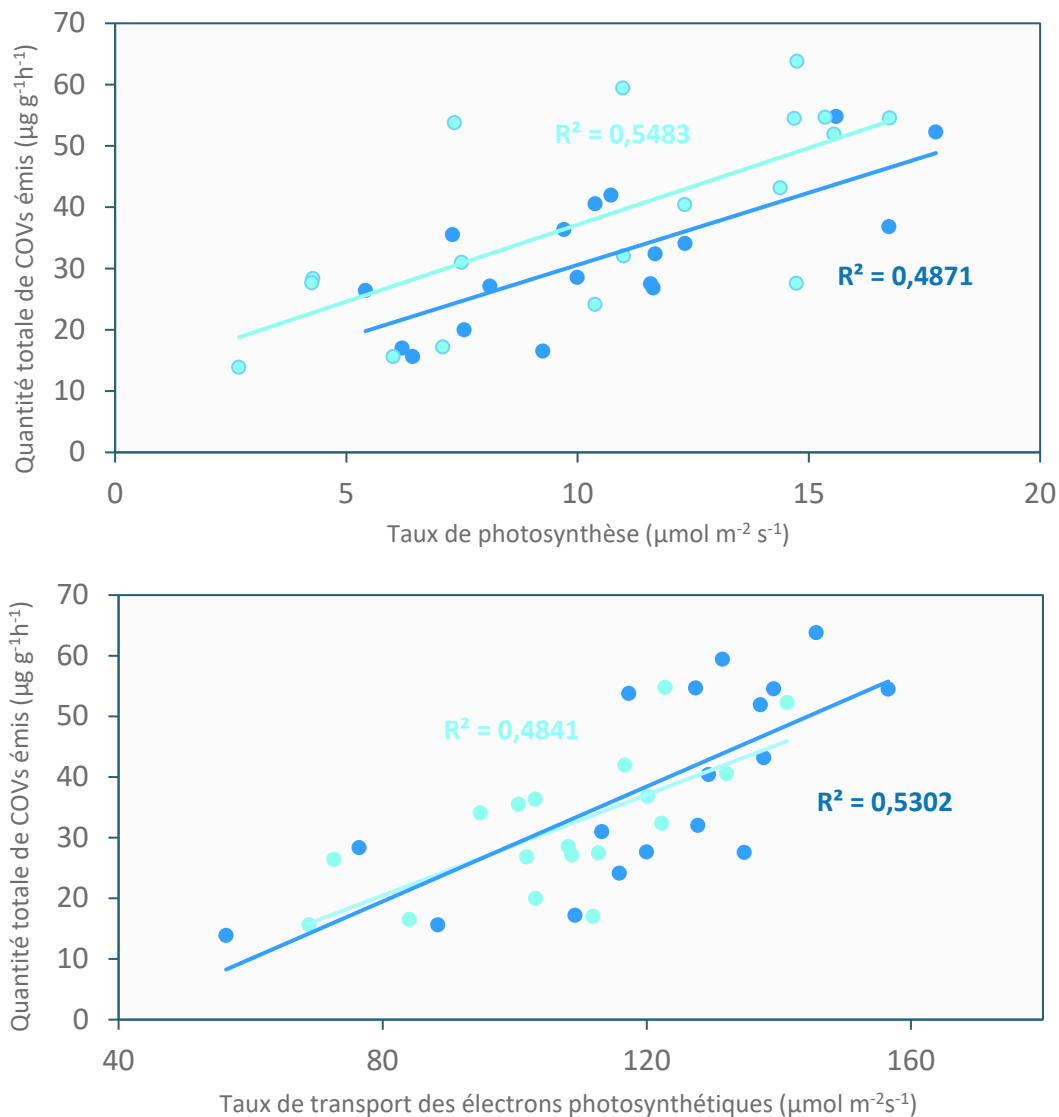 Quantité totale de COVs émis (µg g⁻¹h⁻¹)
70
60
50
40
30
20
10
0
R² = 0,5483
R² = 0,4871
0 5 10 15 20
Taux de photosynthèse (µmol m⁻² s⁻¹)
Quantité totale de COVs émis (µg g⁻¹h⁻¹)
70
60
50
40
30
20
10
0
R² = 0,4841
R² = 0,5302
40 80 120 160
Taux de transport des électrons photosynthétiques (µmol m⁻²s⁻¹)